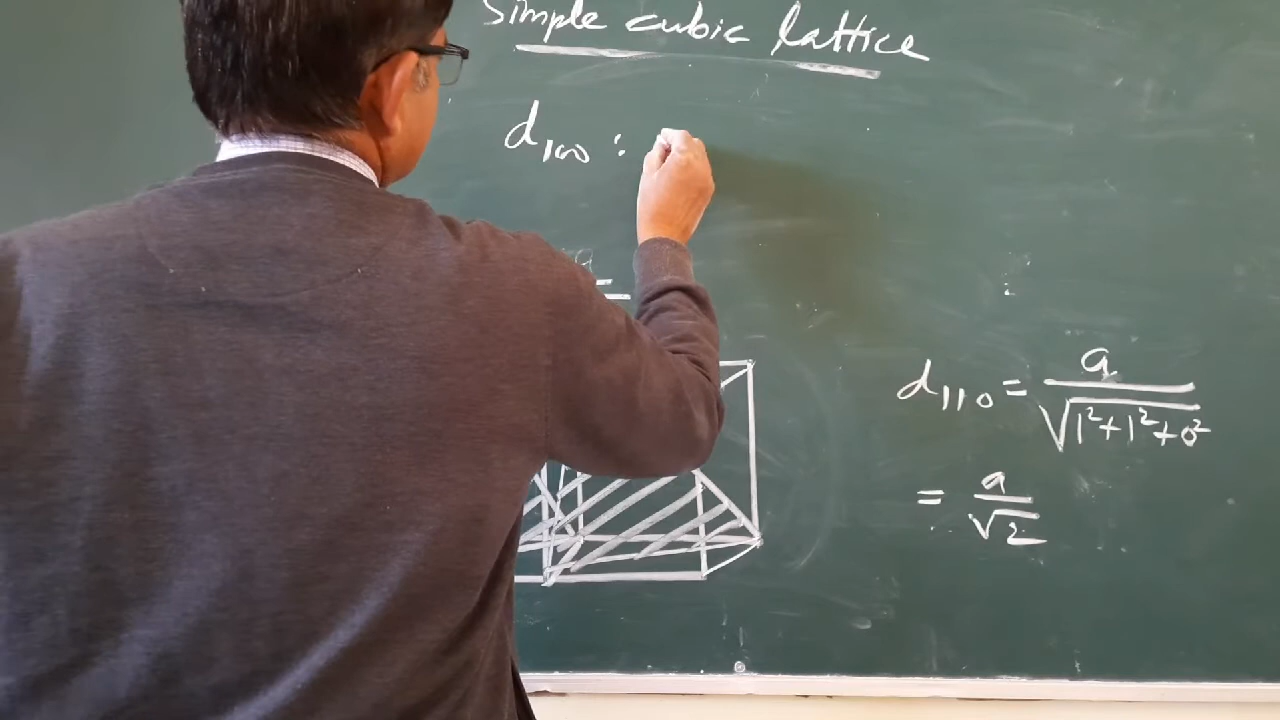 Simple cubic lattice
d₁₀₀ :
a
d₁₁₀ = a / √(1²+1²+0²)
= a / √2